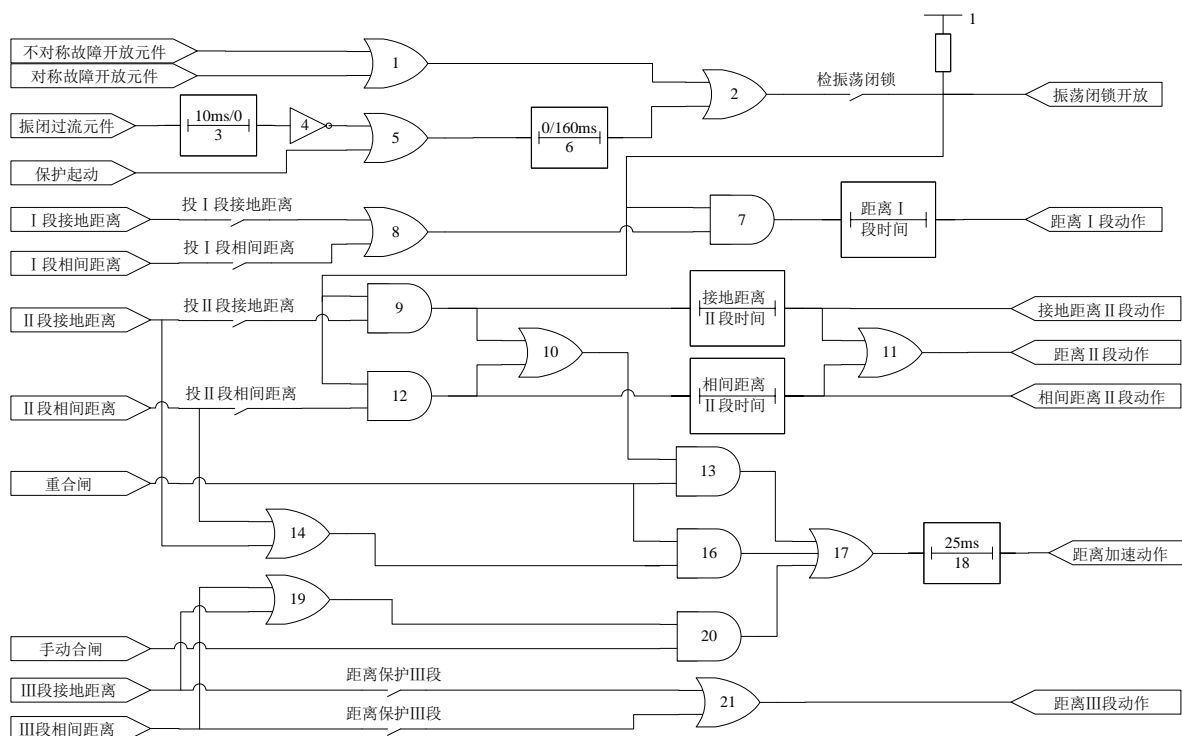 1
不对称故障开放元件
对称故障开放元件
1
2
检振荡闭锁
振荡闭锁开放
振闭过流元件
10ms/0
3
4
5
0/160ms
6
保护起动
Ⅰ段接地距离
投Ⅰ段接地距离
8
7
距离Ⅰ
段时间
距离Ⅰ段动作
Ⅰ段相间距离
投Ⅰ段相间距离
Ⅱ段接地距离
投Ⅱ段接地距离
9
接地距离
Ⅱ段时间
接地距离Ⅱ段动作
10
11
距离Ⅱ段动作
Ⅱ段相间距离
投Ⅱ段相间距离
12
相间距离
Ⅱ段时间
相间距离Ⅱ段动作
重合闸
13
14
16
17
25ms
18
距离加速动作
19
手动合闸
20
Ⅲ段接地距离
距离保护Ⅲ段
21
距离Ⅲ段动作
Ⅲ段相间距离
距离保护Ⅲ段